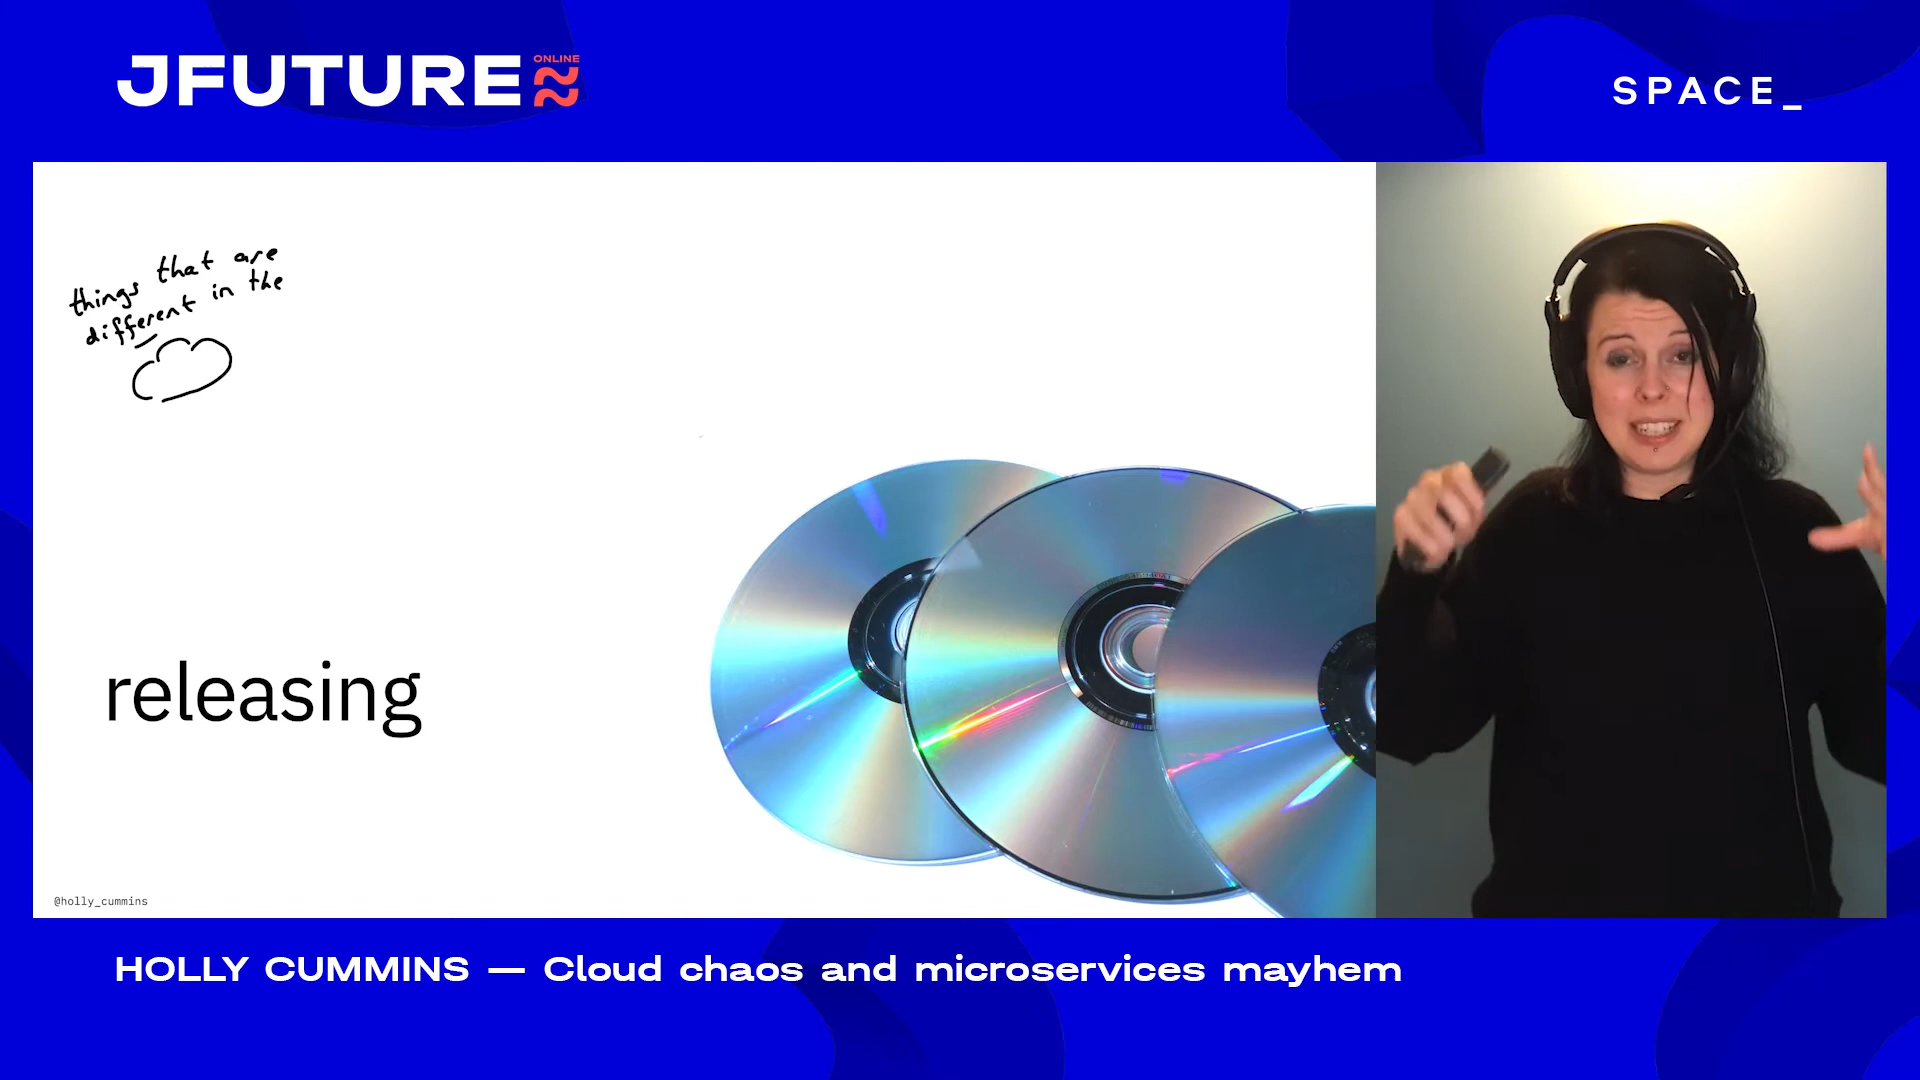 JFUTURE ONLINE
SPACE_
things that are
different in the
releasing
@holly_cummins
HOLLY CUMMINS — Cloud chaos and microservices mayhem